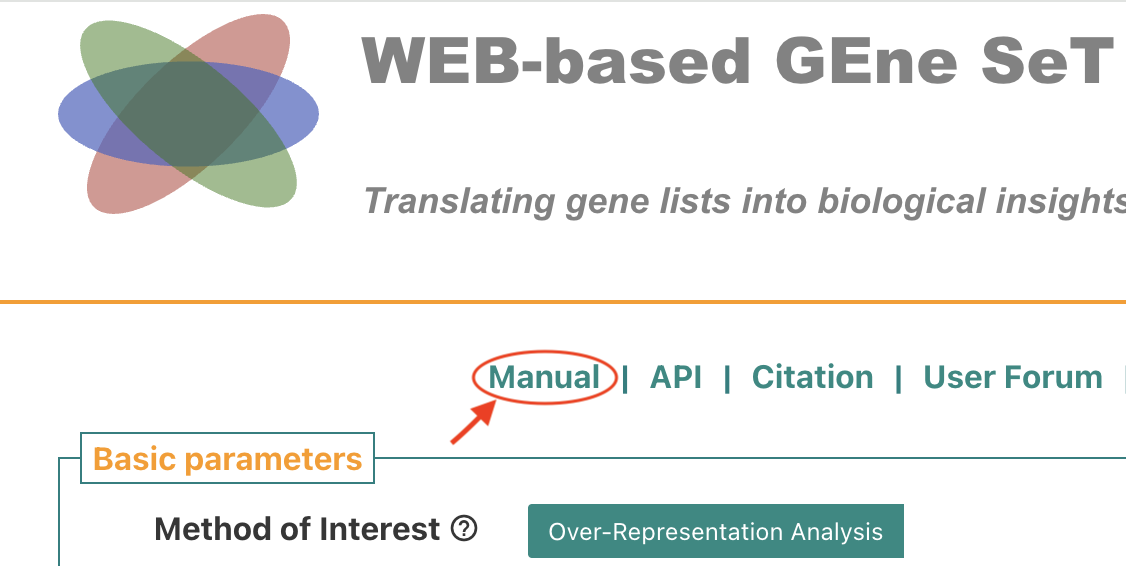 WEB-based GEne SeT
Translating gene lists into biological insights
Manual | API | Citation | User Forum |
Basic parameters
Method of Interest ? Over-Representation Analysis